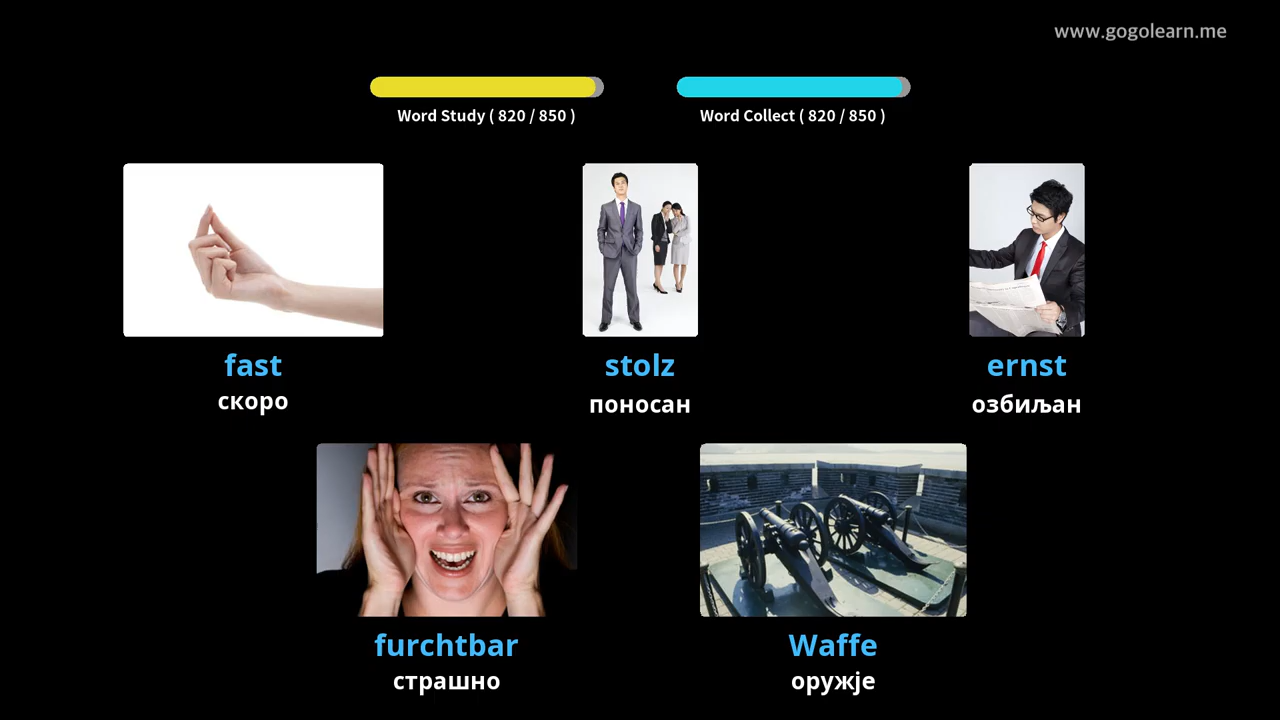 www.gogolearn.me
Word Study ( 820 / 850 )
Word Collect ( 820 / 850 )
fast
скоро
stolz
поносан
ernst
озбиљан
furchtbar
страшно
Waffe
оружје